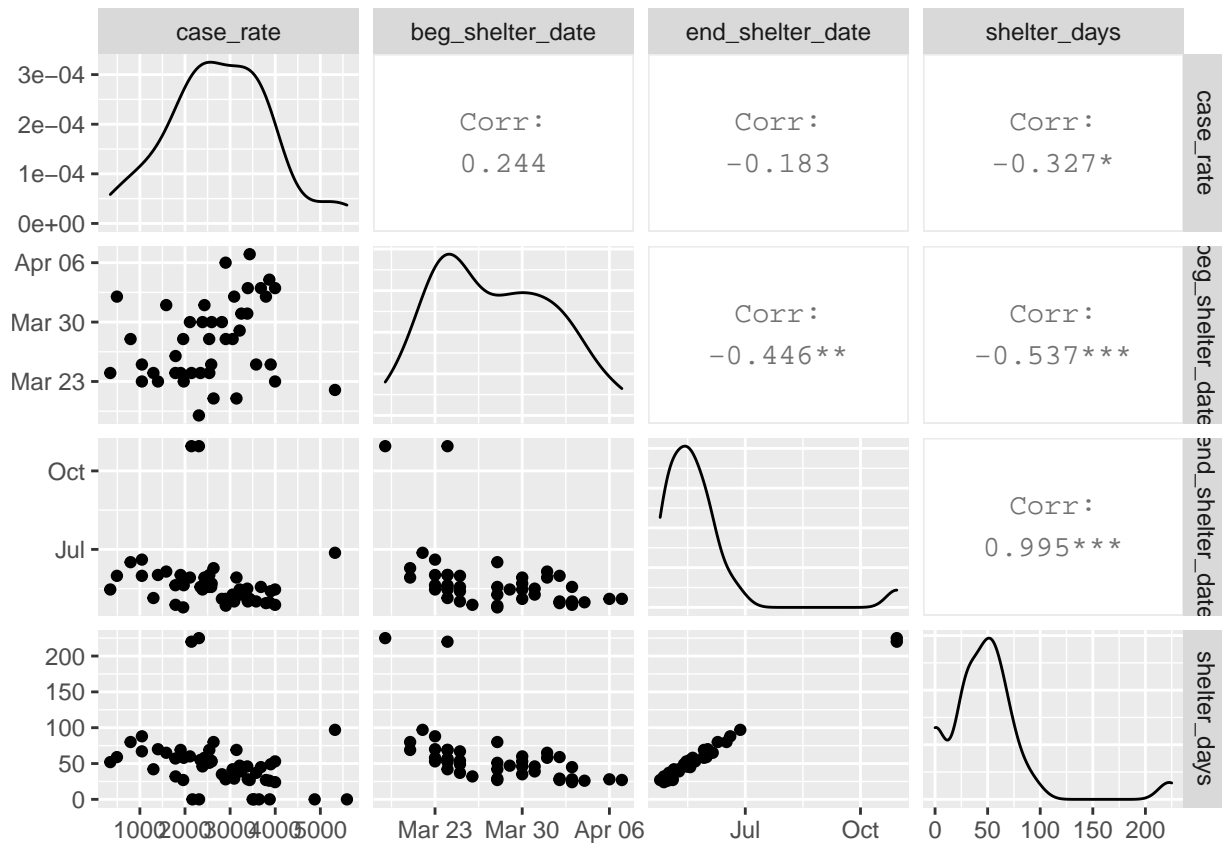 case_rate
beg_shelter_date
end_shelter_date
shelter_days
3e−04
2e−04
1e−04
0e+00
Corr:
0.244
Corr:
−0.183
Corr:
−0.327*
case_rate
Apr 06
Mar 30
Mar 23
Corr:
−0.446**
Corr:
−0.537***
beg_shelter_date
Oct
Jul
Corr:
0.995***
end_shelter_date
200
150
100
50
0
shelter_days
1000 2000 3000 4000 5000
Mar 23 Mar 30 Apr 06
Jul Oct
0 50 100 150 200